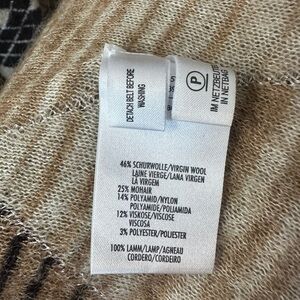 DETACH BELT BEFORE
WASHING
P
IM NETZBEUTEL
IN NETBAG
46% SCHURWOLLE/VIRGIN WOOL
LAINE VIERGE/LANA VIRGEN
LA VIRGEM
25% MOHAIR
14% POLYAMID/NYLON
POLYAMIDE/POLIAMIDA
12% VISKOSE/VISCOSE
VISCOSA
3% POLYESTER/POLIESTER
100% LAMM/LAMP/AGNEAU
CORDERO/CORDEIRO